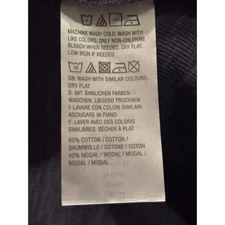 MACHINE WASH COLD. WASH WITH
LIKE COLORS. ONLY NON-CHLORINE
BLEACH WHEN NEEDED. DRY FLAT
LOW IRON IF NEEDED
GB: WASH WITH SIMILAR COLOURS,
DRY FLAT
D: MIT ÄHNLICHEN FARBEN
WASCHEN, LIEGEND TROCKNEN
I: LAVARE CON COLORI SIMILARI,
ASCIUGARE IN PIANO
F: LAVER AVEC DES COLORIS
SIMILAIRES, SÉCHER À PLAT
60% COTTON / COTTON /
BAUMWOLLE / COTONE / COTON
40% MODAL / MODAL / MODAL /
MODAL / MODAL